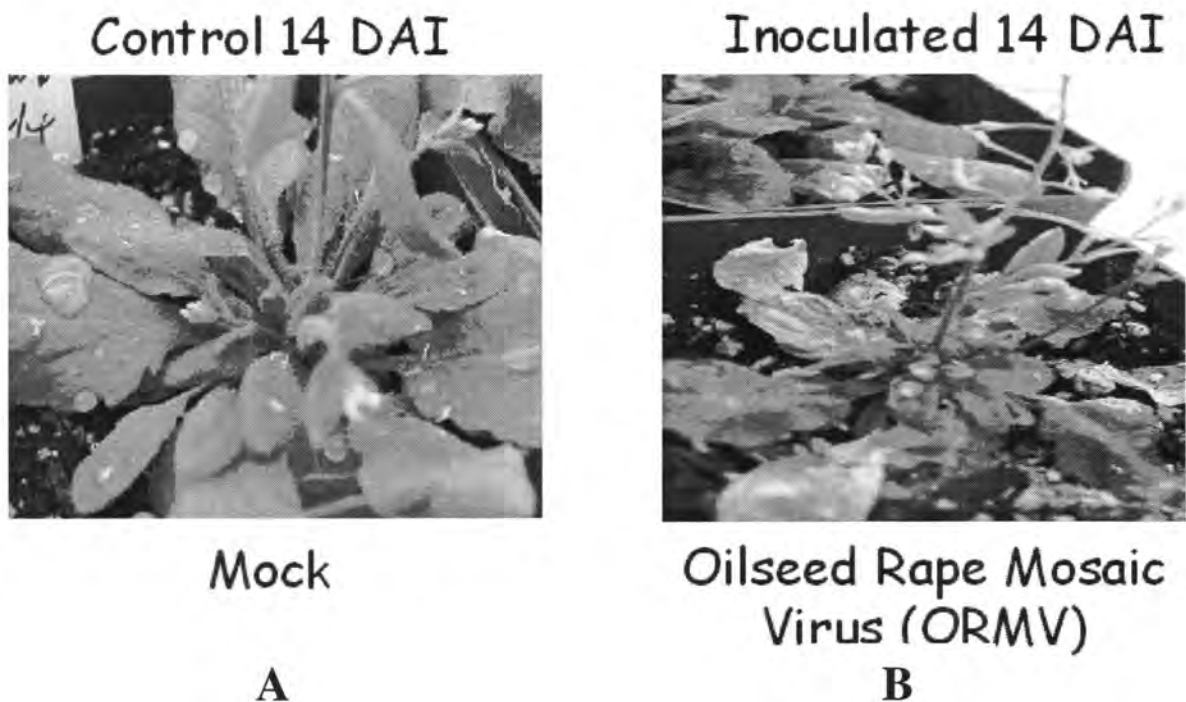 Control 14 DAI
Inoculated 14 DAI
Mock
Oilseed Rape Mosaic
Virus (ORMV)
A
B